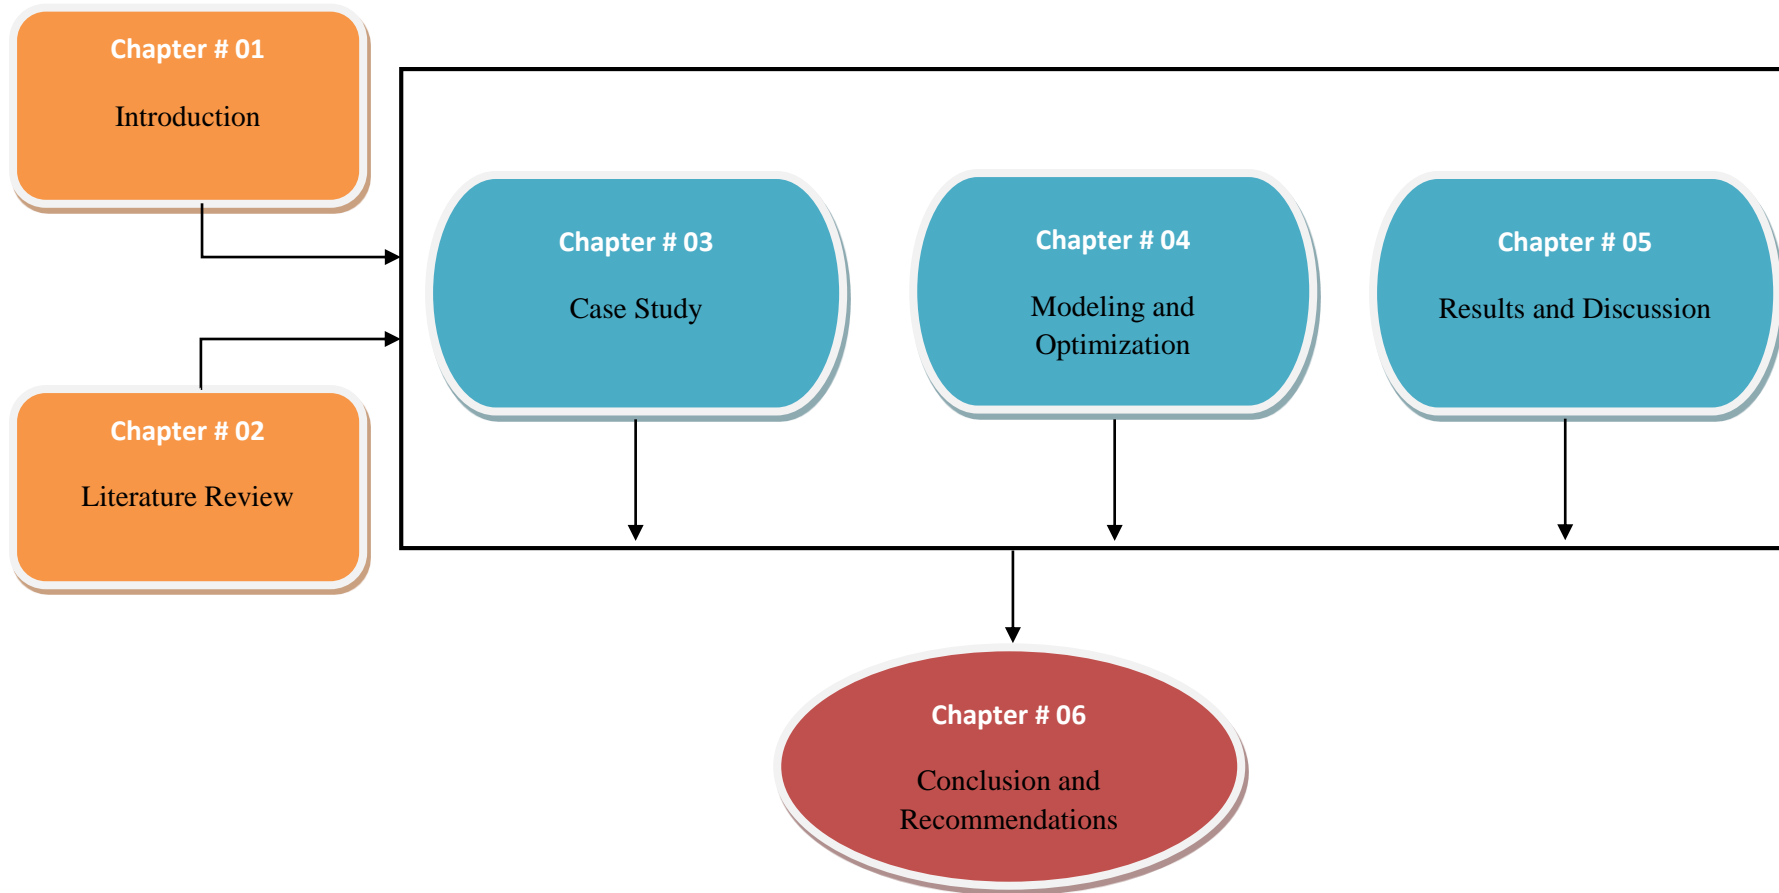 Chapter # 01
Introduction
Chapter # 02
Literature Review
Chapter # 03
Case Study
Chapter # 04
Modeling and
Optimization
Chapter # 05
Results and Discussion
Chapter # 06
Conclusion and
Recommendations